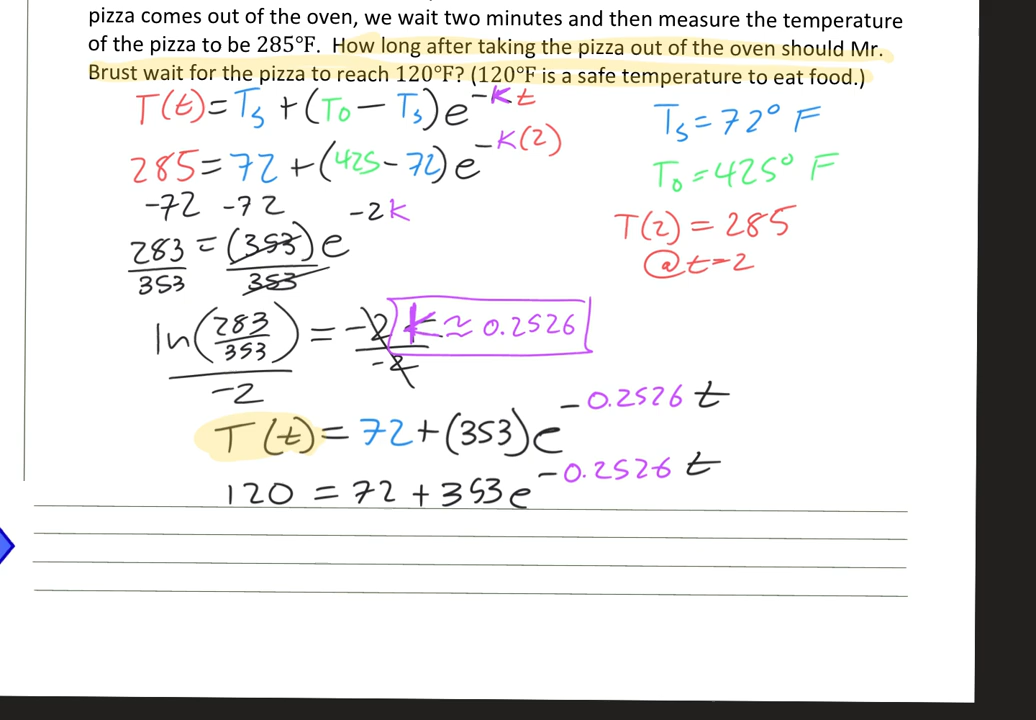 pizza comes out of the oven, we wait two minutes and then measure the temperature
of the pizza to be 285°F. How long after taking the pizza out of the oven should Mr.
Brust wait for the pizza to reach 120°F? (120°F is a safe temperature to eat food.)
T(t)=Ts+(To-Ts)e^-kt
Ts=72° F
285=72+(425-72)e^-k(2)
To=425° F
-72 -72
T(2)=285
283/353=(353)/353 e^-2k
@t=2
ln(283/353)/-2=-2/-2 K≈0.2526
T(t)=72+(353)e^-0.2526t
120=72+353e^-0.2526t